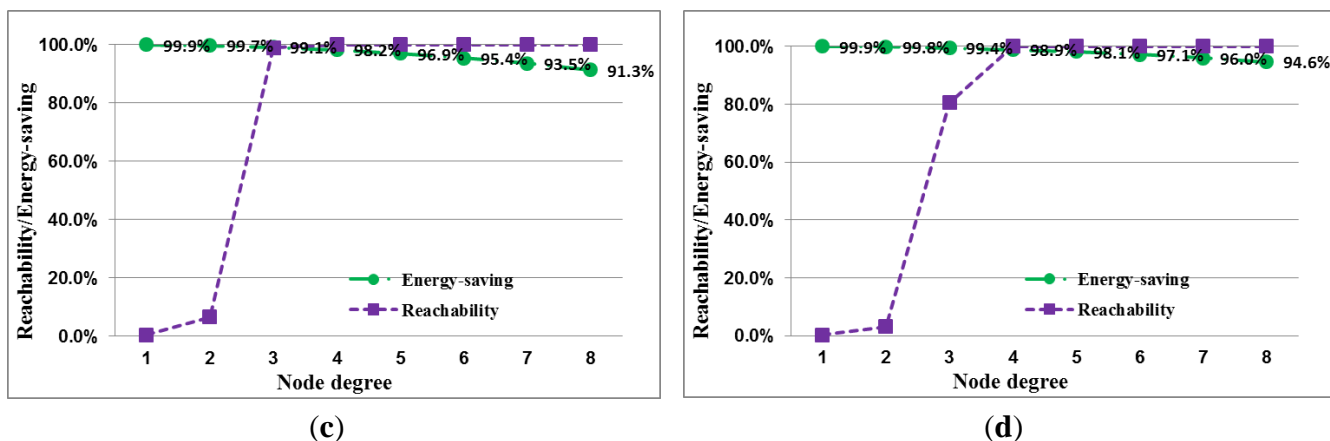 Reachability/Energy-saving
100.0%
80.0%
60.0%
40.0%
20.0%
0.0%
99.9%
99.7%
99.1%
98.2%
96.9%
95.4%
93.5%
91.3%
Energy-saving
Reachability
1 2 3 4 5 6 7 8
Node degree
(c)
Reachability/Energy-saving
100.0%
80.0%
60.0%
40.0%
20.0%
0.0%
99.9%
99.8%
99.4%
98.9%
98.1%
97.1%
96.0%
94.6%
Energy-saving
Reachability
1 2 3 4 5 6 7 8
Node degree
(d)